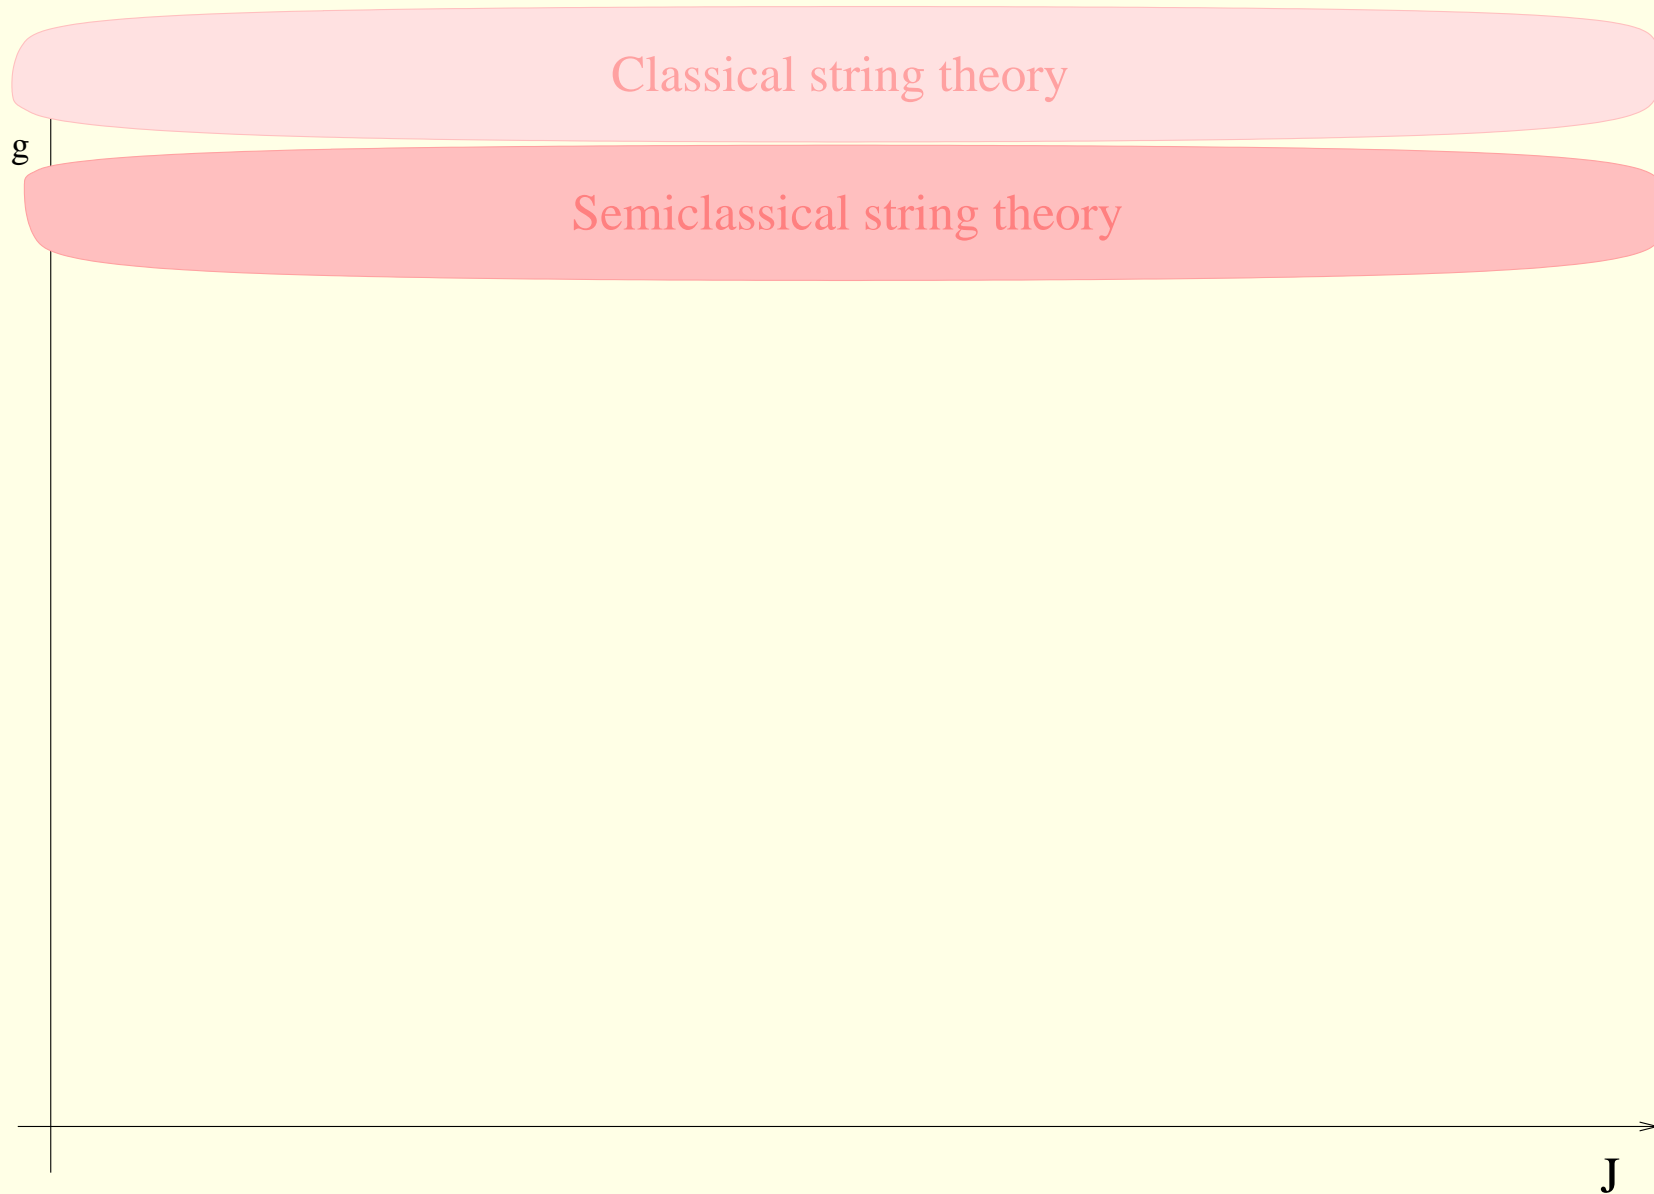 Classical string theory
g
Semiclassical string theory
J